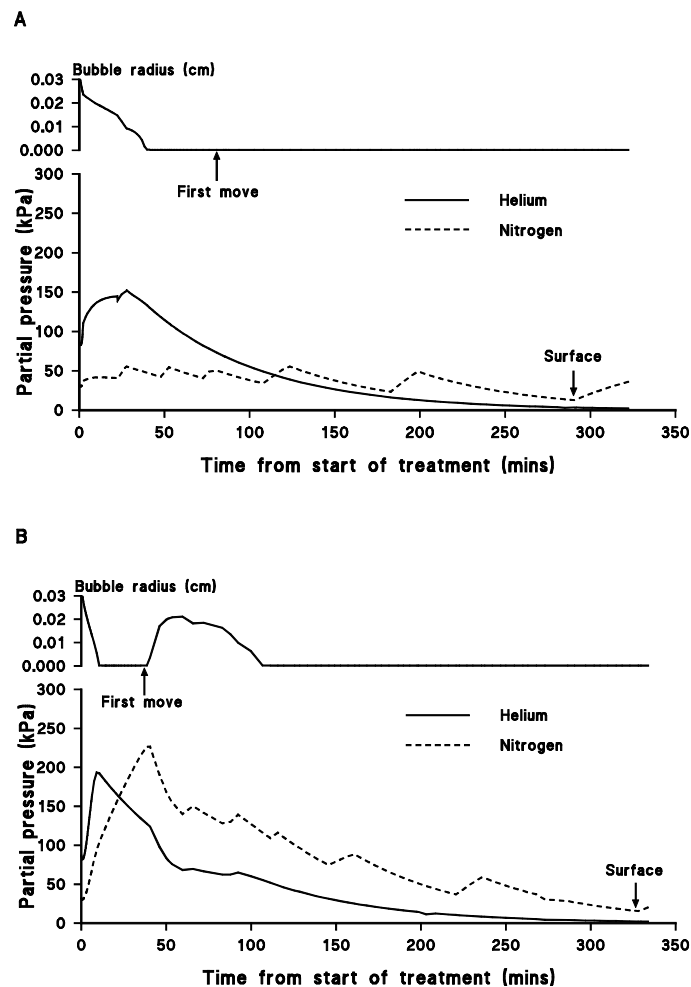 A
Bubble radius (cm)
0.03
0.02
0.01
0.000
First move
300
250
200
150
100
50
0
Partial pressure (kPa)
Helium
Nitrogen
Surface
0 50 100 150 200 250 300 350
Time from start of treatment (mins)
B
Bubble radius (cm)
0.03
0.02
0.01
0.000
First move
300
250
200
150
100
50
0
Partial pressure (kPa)
Helium
Nitrogen
Surface
0 50 100 150 200 250 300 350
Time from start of treatment (mins)